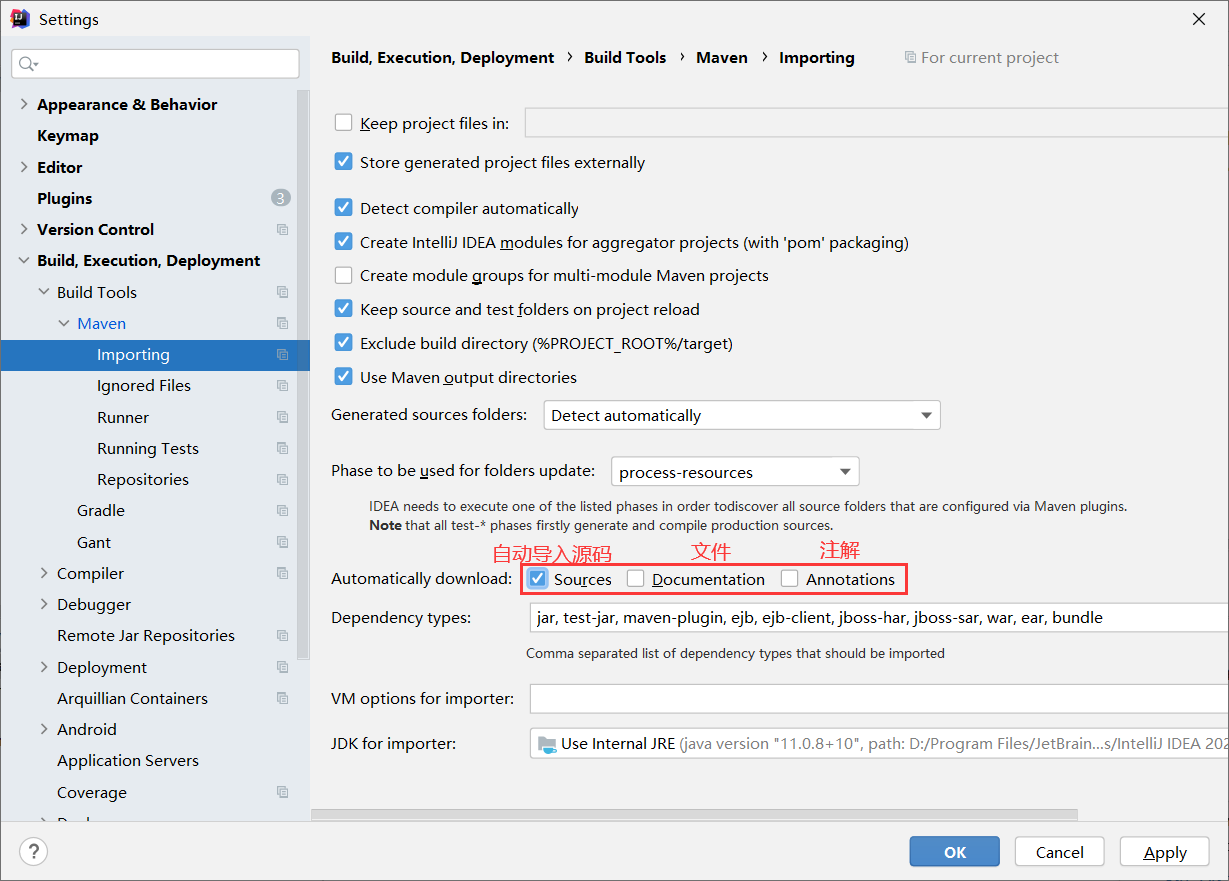 Settings
Build, Execution, Deployment › Build Tools › Maven › Importing For current project
Appearance & Behavior
Keymap
Editor
Plugins 3
Version Control
Build, Execution, Deployment
Build Tools
Maven
Importing
Ignored Files
Runner
Running Tests
Repositories
Gradle
Gant
Compiler
Debugger
Remote Jar Repositories
Deployment
Arquillian Containers
Android
Application Servers
Coverage
Keep project files in:
Store generated project files externally
Detect compiler automatically
Create IntelliJ IDEA modules for aggregator projects (with 'pom' packaging)
Create module groups for multi-module Maven projects
Keep source and test folders on project reload
Exclude build directory (%PROJECT_ROOT%/target)
Use Maven output directories
Generated sources folders: Detect automatically
Phase to be used for folders update: process-resources
IDEA needs to execute one of the listed phases in order todiscover all source folders that are configured via Maven plugins.
Note that all test-* phases firstly generate and compile production sources.
自动导入源码 文件 注解
Automatically download: Sources Documentation Annotations
Dependency types: jar, test-jar, maven-plugin, ejb, ejb-client, jboss-har, jboss-sar, war, ear, bundle
Comma separated list of dependency types that should be imported
VM options for importer:
JDK for importer: Use Internal JRE (java version "11.0.8+10", path: D:/Program Files/JetBrain...s/IntelliJ IDEA 202
? OK Cancel Apply